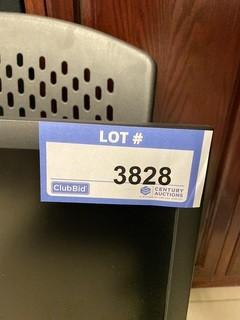 LOT #
3828
ClubBid
CENTURY
AUCTIONS